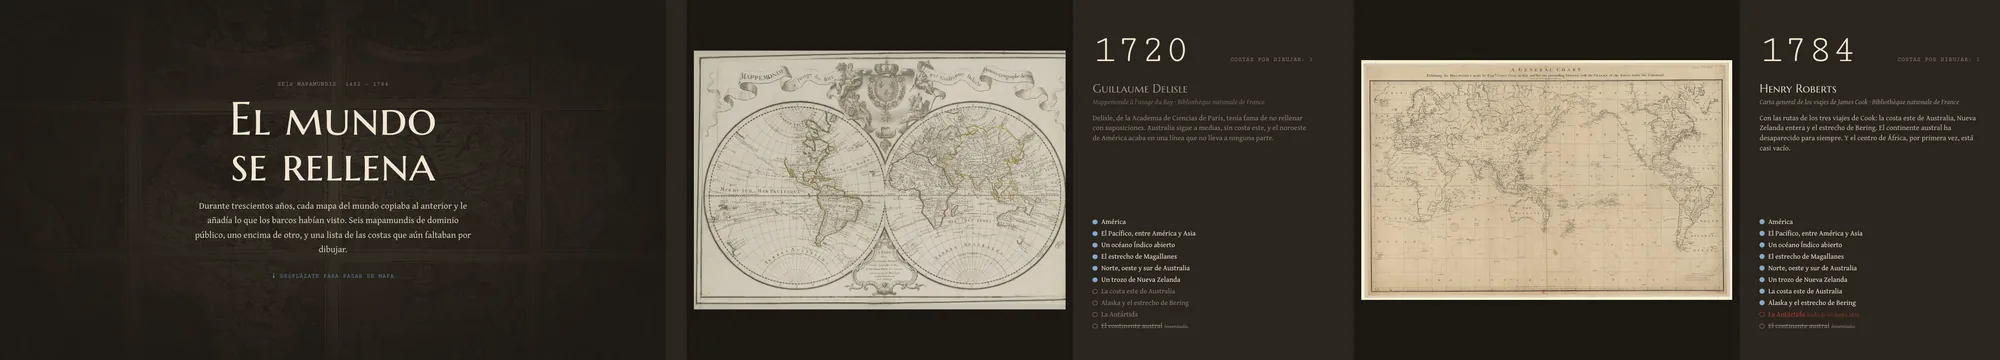 SEIS MAPAMUNDIS 1482 – 1784
EL MUNDO
SE RELLENA
Durante trescientos años, cada mapa del mundo copiaba al anterior y le
añadía lo que los barcos habían visto. Seis mapamundis de dominio
público, uno encima de otro, y una lista de las costas que aún faltaban por
dibujar.
↓ DESPLÁZATE PARA PASAR DE MAPA
MAPPEMONDE
1720
COSTAS POR DIBUJAR: 3
GUILLAUME DELISLE
Mappemonde à l'usage du Roy · Bibliothèque nationale de France
Delisle, de la Academia de Ciencias de París, tenía fama de no rellenar
con suposiciones. Australia sigue a medias, sin costa este, y el noroeste
de América acaba en una línea que no lleva a ninguna parte.
América
El Pacífico, entre América y Asia
Un océano Índico abierto
El estrecho de Magallanes
Norte, oeste y sur de Australia
Un trozo de Nueva Zelanda
La costa este de Australia
Alaska y el estrecho de Bering
La Antártida
El continente austral
A GENERAL CHART
1784
COSTAS POR DIBUJAR: 1
HENRY ROBERTS
Carta general de los viajes de James Cook · Bibliothèque nationale de France
Con las rutas de los tres viajes de Cook: la costa este de Australia, Nueva
Zelanda entera y el estrecho de Bering. El continente austral ha
desaparecido para siempre. Y el centro de África, por primera vez, está
casi vacío.
América
El Pacífico, entre América y Asia
Un océano Índico abierto
El estrecho de Magallanes
Norte, oeste y sur de Australia
Un trozo de Nueva Zelanda
La costa este de Australia
Alaska y el estrecho de Bering
La Antártida
El continente austral